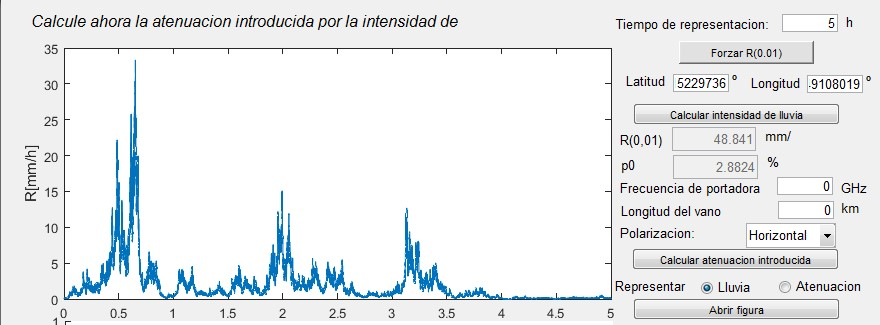 Calcule ahora la atenuacion introducida por la intensidad de
Tiempo de representacion: 5 h
Forzar R(0.01)
Latitud 5229736 º Longitud -9108019 º
Calcular intensidad de lluvia
R(0,01) 48.841 mm/
p0 2.8824 %
Frecuencia de portadora 0 GHz
Longitud del vano 0 km
Polarizacion: Horizontal
Calcular atenuacion introducida
Representar Lluvia Atenuacion
Abrir figura
R[mm/h]
35
30
25
20
15
10
5
0
0 0.5 1 1.5 2 2.5 3 3.5 4 4.5 5
1